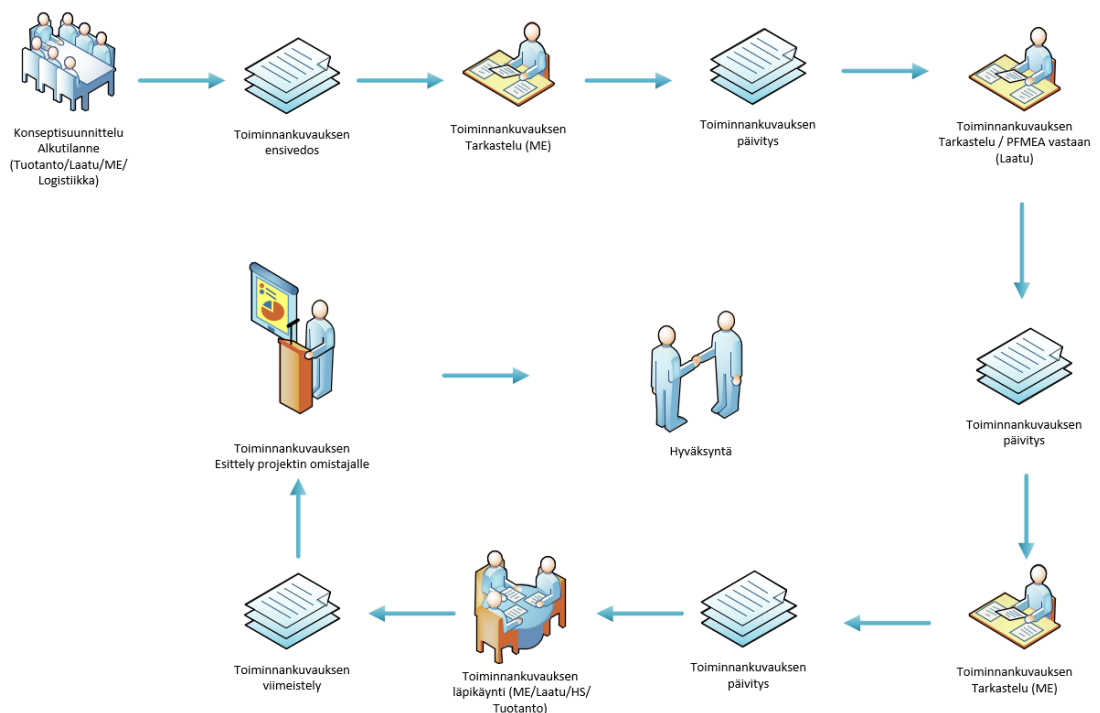 Konseptisuunnittelu
Alkutilanne
(Tuotanto/Laatu/ME/
Logistiikka)
Toiminnankuvauksen
ensivedos
Toiminnankuvauksen
Tarkastelu (ME)
Toiminnankuvauksen
päivitys
Toiminnankuvauksen
Tarkastelu / PFMEA vastaan
(Laatu)
Toiminnankuvauksen
päivitys
Toiminnankuvauksen
Tarkastelu (ME)
Toiminnankuvauksen
päivitys
Toiminnankuvauksen
läpikäynti (ME/Laatu/HS/
Tuotanto)
Toiminnankuvauksen
viimeistely
Toiminnankuvauksen
Esittely projektin omistajalle
Hyväksyntä